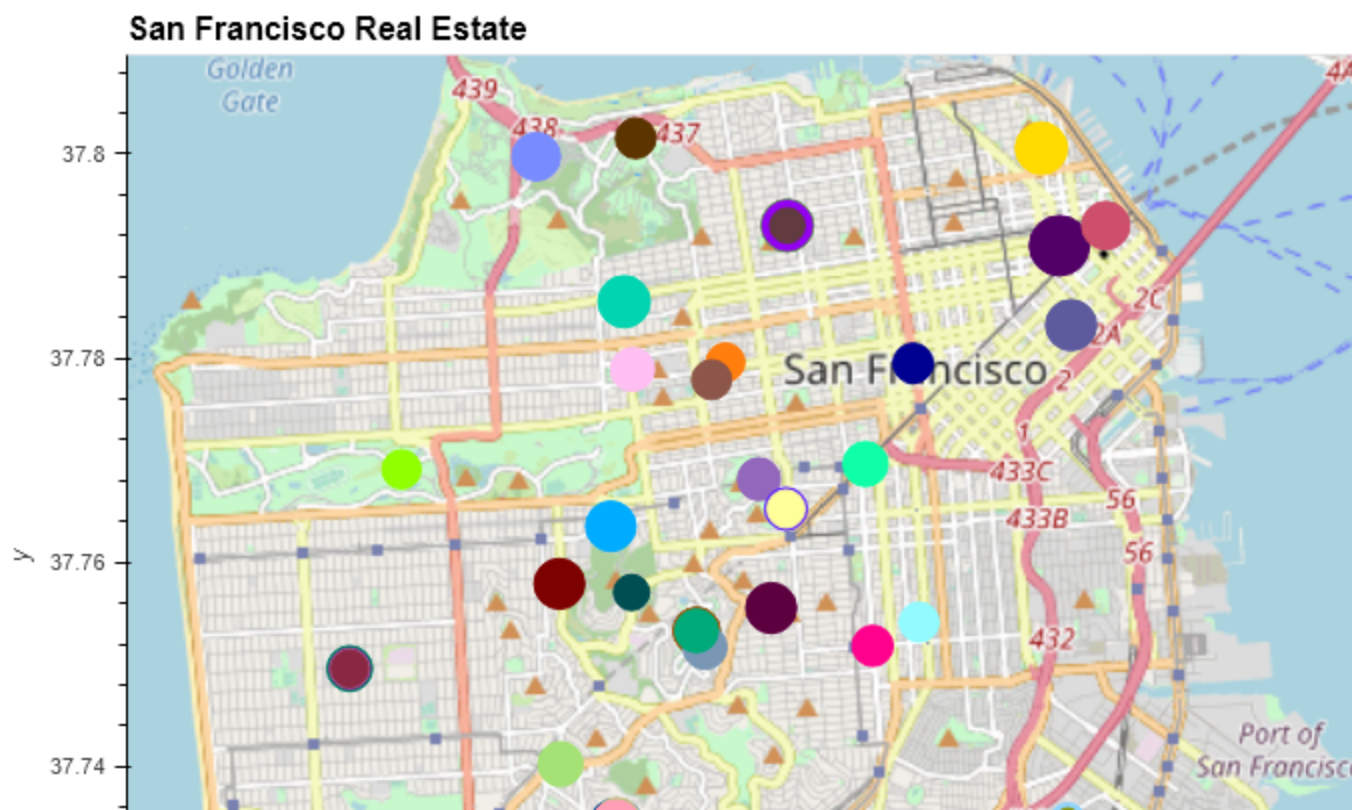 San Francisco Real Estate
Golden
Gate
439
438
437
4A
37.8
2C
2A
37.78
San Francisco
2
1
433C
56
433B
y
37.76
56
432
Port of
San Francisco
37.74